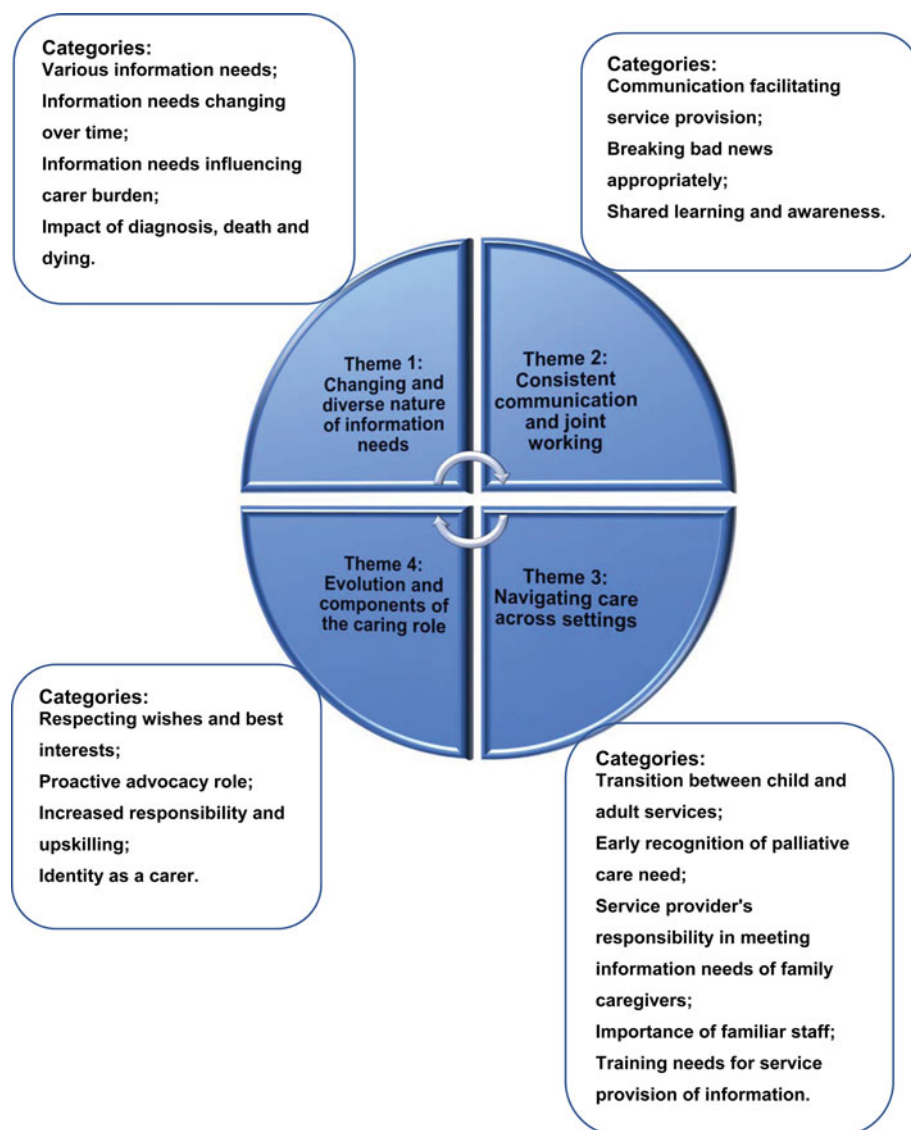 Categories:
Various information needs;
Information needs changing
over time;
Information needs influencing
carer burden;
Impact of diagnosis, death and
dying.
Categories:
Communication facilitating
service provision;
Breaking bad news
appropriately;
Shared learning and awareness.
Theme 1:
Changing and
diverse nature
of information
needs
Theme 2:
Consistent
communication
and joint
working
Theme 4:
Evolution and
components of
the caring role
Theme 3:
Navigating care
across settings
Categories:
Respecting wishes and best
interests;
Proactive advocacy role;
Increased responsibility and
upskilling;
Identity as a carer.
Categories:
Transition between child and
adult services;
Early recognition of palliative
care need;
Service provider's
responsibility in meeting
information needs of family
caregivers;
Importance of familiar staff;
Training needs for service
provision of information.